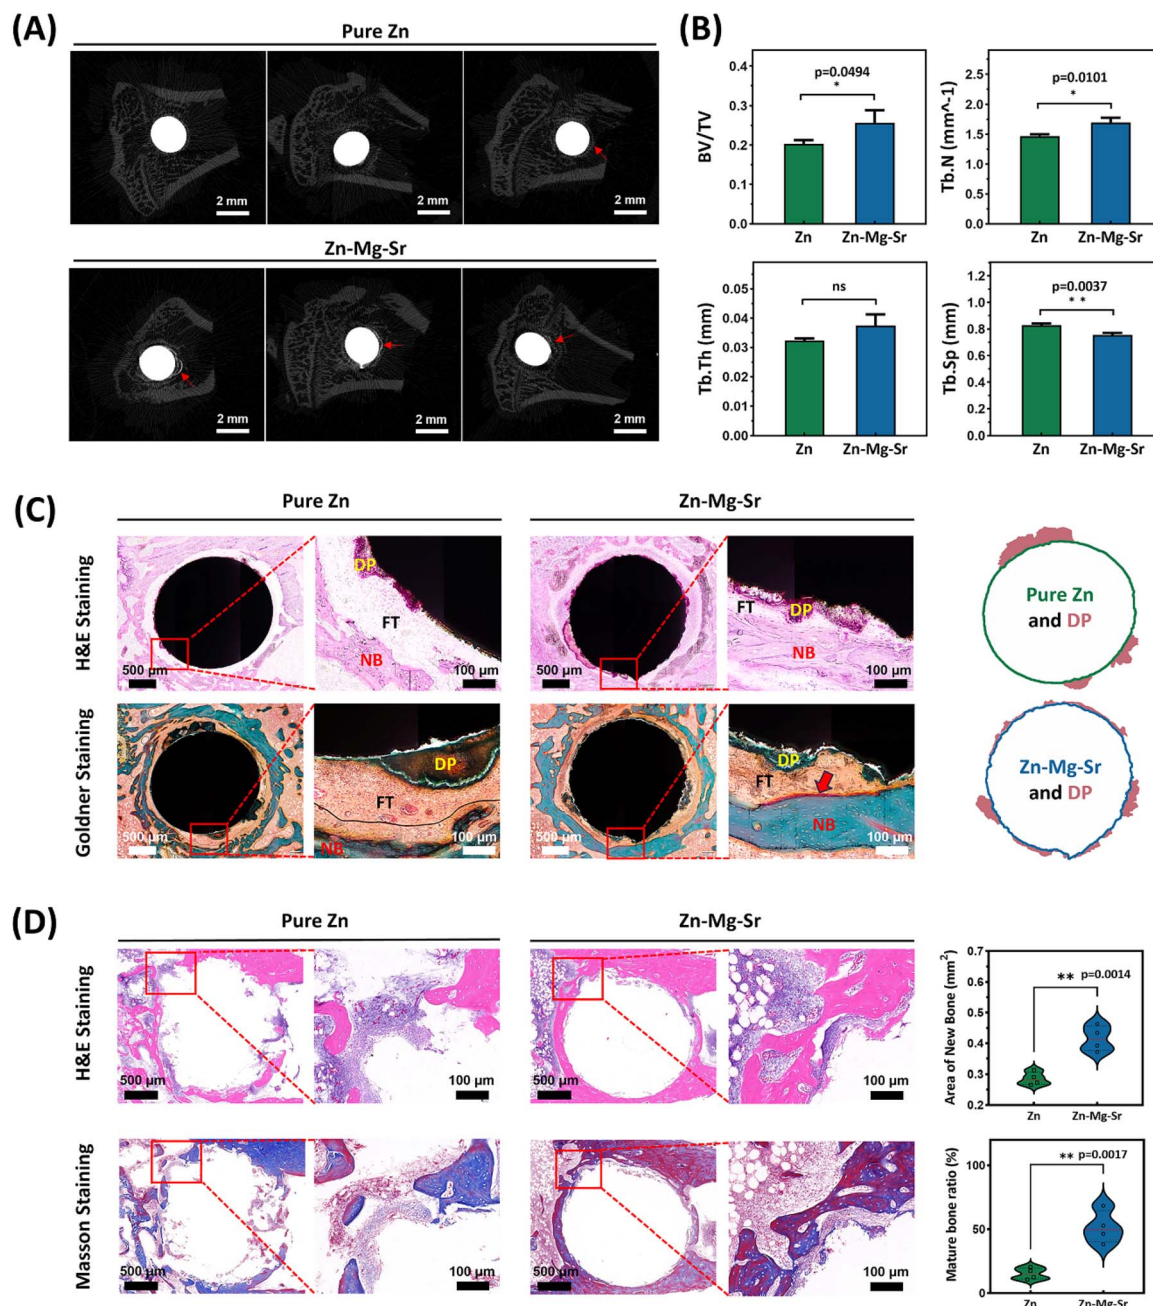 (A)
Pure Zn
2 mm
2 mm
2 mm
Zn-Mg-Sr
2 mm
2 mm
2 mm
(B)
BV/TV
0.4
0.3
0.2
0.1
0.0
p=0.0494
*
Zn
Zn-Mg-Sr
Tb.N (mm^-1)
2.5
2.0
1.5
1.0
0.5
0.0
p=0.0101
*
Zn
Zn-Mg-Sr
Tb.Th (mm)
0.05
0.04
0.03
0.02
0.01
0.00
ns
Zn
Zn-Mg-Sr
Tb.Sp (mm)
1.2
1.0
0.8
0.6
0.4
0.2
0.0
p=0.0037
* *
Zn
Zn-Mg-Sr
(C)
Pure Zn
Zn-Mg-Sr
H&E Staining
500 μm
DP
FT
NB
100 μm
500 μm
FT
DP
NB
100 μm
Pure Zn
and DP
Goldner Staining
500 μm
DP
FT
NB
100 μm
500 μm
DP
FT
NB
100 μm
Zn-Mg-Sr
and DP
(D)
Pure Zn
Zn-Mg-Sr
H&E Staining
500 μm
100 μm
500 μm
100 μm
Area of New Bone (mm²)
0.5
0.4
0.3
0.2
** p=0.0014
Zn
Zn-Mg-Sr
Masson Staining
500 μm
100 μm
500 μm
100 μm
Mature bone ratio (%)
100
50
0
** p=0.0017
Zn
Zn-Mg-Sr